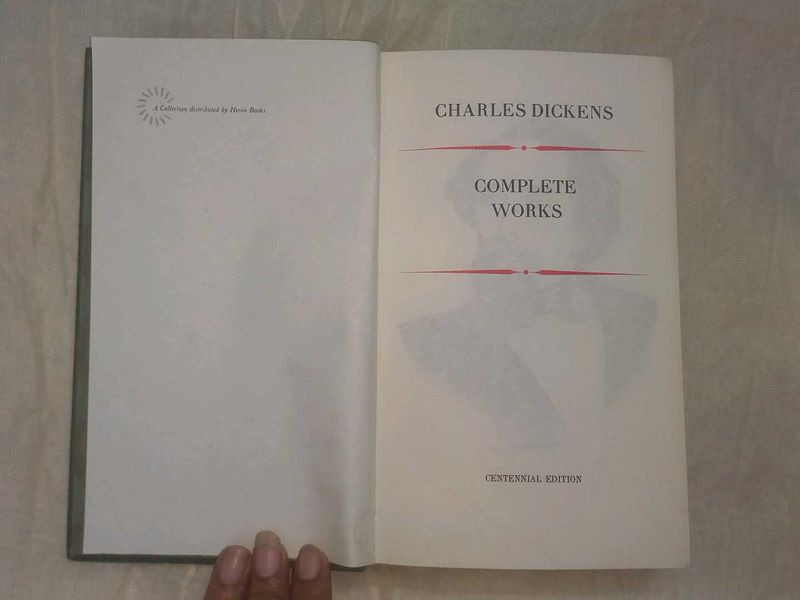 A Collection distributed by Heron Books
CHARLES DICKENS
COMPLETE
WORKS
CENTENNIAL EDITION